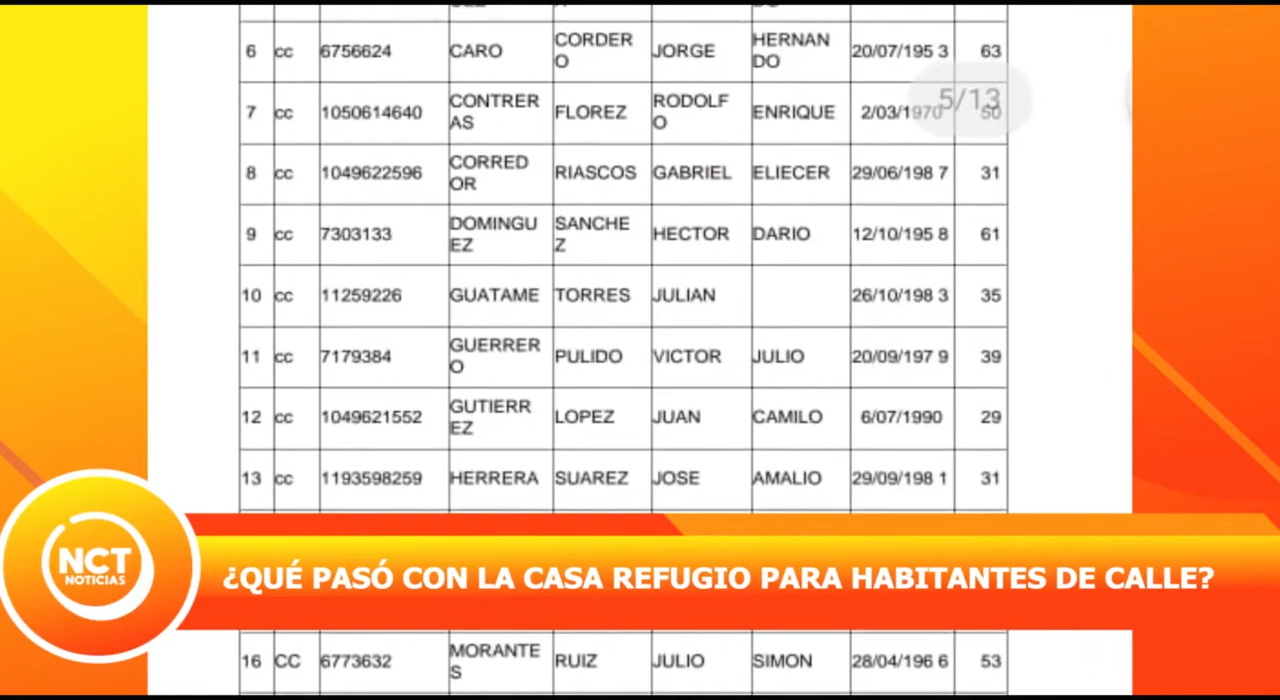 6 cc 6756624 CARO CORDER JORGE HERNAN 20/07/195 3 63
O DO
5/13
7 cc 1050614640 CONTRER FLOREZ RODOLF ENRIQUE 2/03/1970 50
AS O
8 cc 1049622596 CORRED RIASCOS GABRIEL ELIECER 29/06/198 7 31
OR
9 cc 7303133 DOMINGU SANCHE HECTOR DARIO 12/10/195 8 61
EZ Z
10 cc 11259226 GUATAME TORRES JULIAN 26/10/198 3 35
11 cc 7179384 GUERRER PULIDO VICTOR JULIO 20/09/197 9 39
O
12 cc 1049621552 GUTIERR LOPEZ JUAN CAMILO 6/07/1990 29
EZ
13 cc 1193598259 HERRERA SUAREZ JOSE AMALIO 29/09/198 1 31
NCT
NOTICIAS
¿QUÉ PASÓ CON LA CASA REFUGIO PARA HABITANTES DE CALLE?
16 CC 6773632 MORANTE RUIZ JULIO SIMON 28/04/196 6 53
S